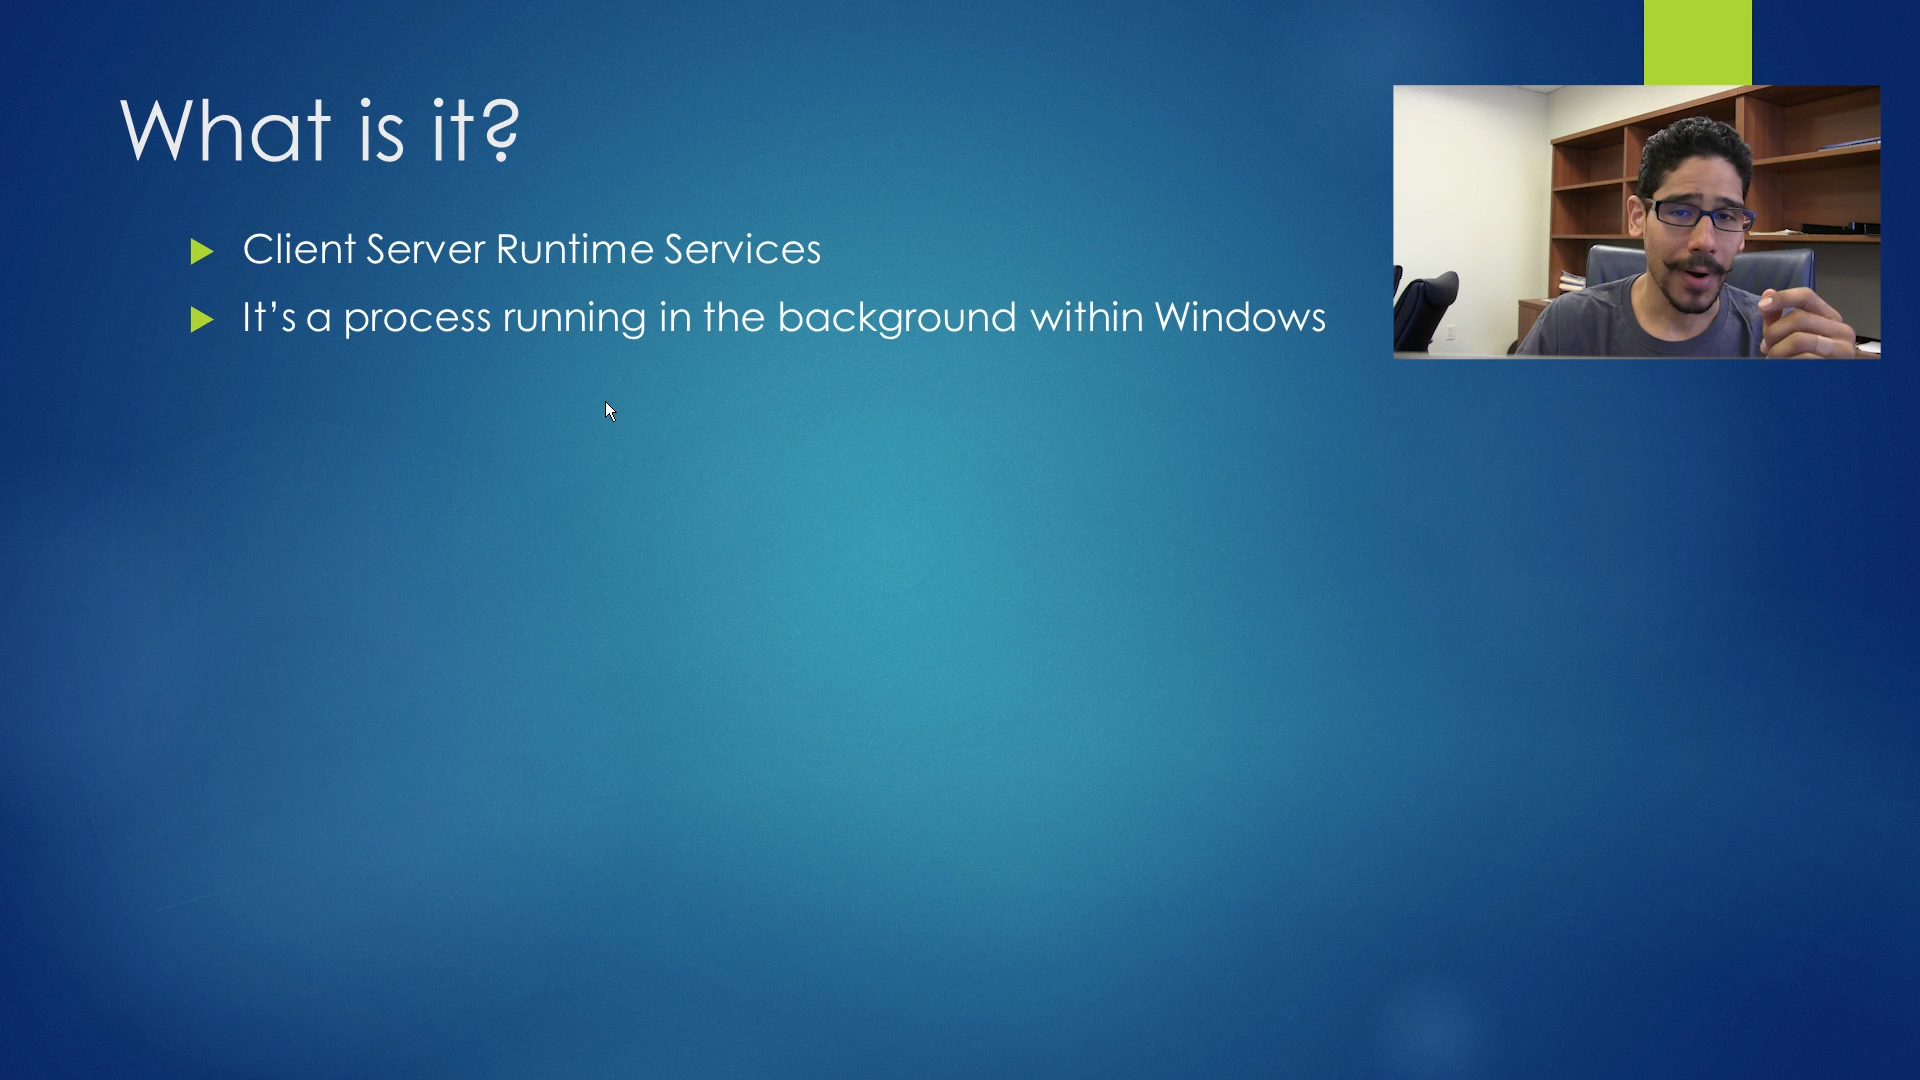 What is it?
Client Server Runtime Services
It’s a process running in the background within Windows